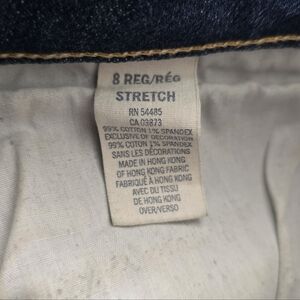 8 REG/RÉG
STRETCH
RN 54485
CA 03873
99% COTTON 1% SPANDEX
EXCLUSIVE OF DECORATION
99% COTTON 1% SPANDEX
SANS LES DÉCORATIONS
MADE IN HONG KONG
OF HONG KONG FABRIC
FABRIQUÉ À HONG KONG
AVEC DU TISSU
DE HONG KONG
OVER/VERSO